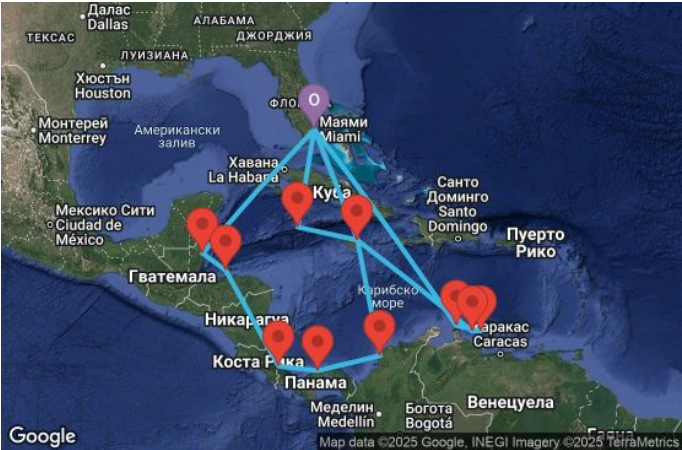 Далас
Dallas
АЛАБАМА
ТЕКСАС
ДЖОРДЖИЯ
ЛУИЗИАНА
Хюстън
Houston
O
Маями
Miami
Монтерей
Monterrey
Американски
залив
Хавана
La Habana
Куба
Санто
Доминго
Santo
Domingo
Мексико Сити
Ciudad de
México
Пуерто
Рико
Гватемала
Карибско
море
Никарагуа
Каракас
Caracas
Коста Рика
Панама
Меделин
Medellín
Богота
Bogotá
Венецуела
Google
Map data ©2025 Google, INEGI Imagery ©2025 TerraMetrics